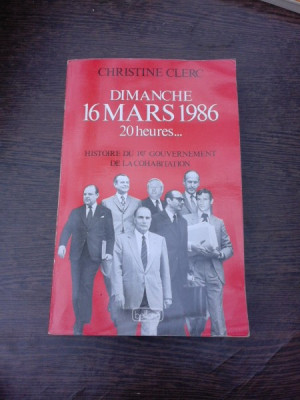 CHRISTINE CLERC
DIMANCHE
16 MARS 1986
20 heures...
HISTOIRE DU 1er GOUVERNEMENT
DE LA COHABITATION